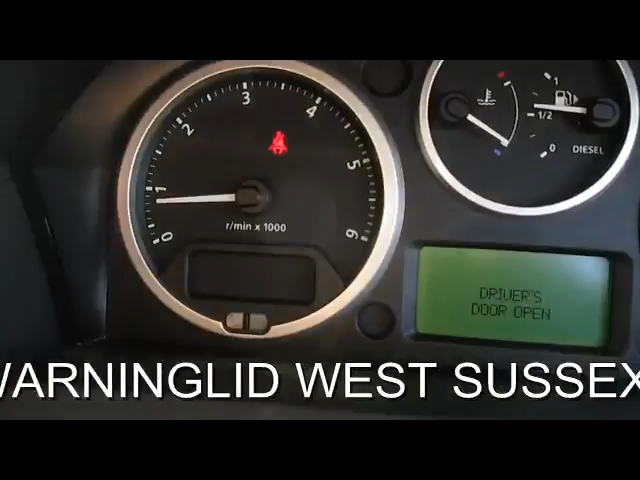 3
2
4
1
5
0
6
r/min x 1000
1
1/2
0
DIESEL
DRIVER'S
DOOR OPEN
WARNINGLID WEST SUSSEX